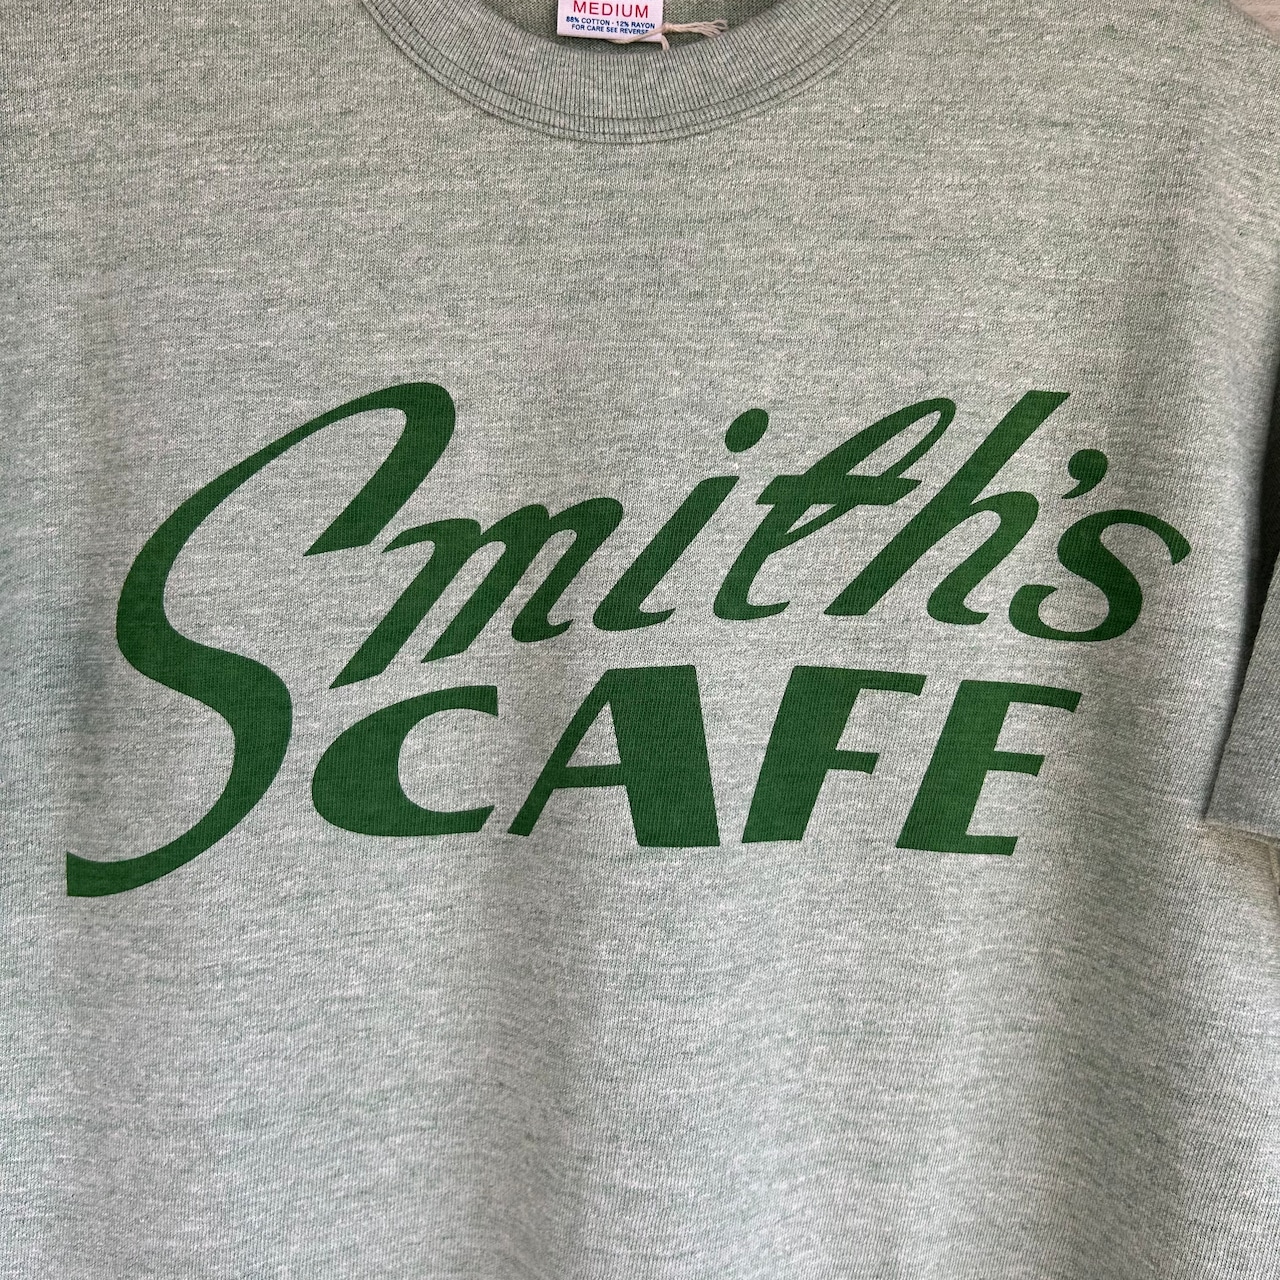 MEDIUM
88% COTTON · 12% RAYON
FOR CARE SEE REVERSE
Smith's
CAFE